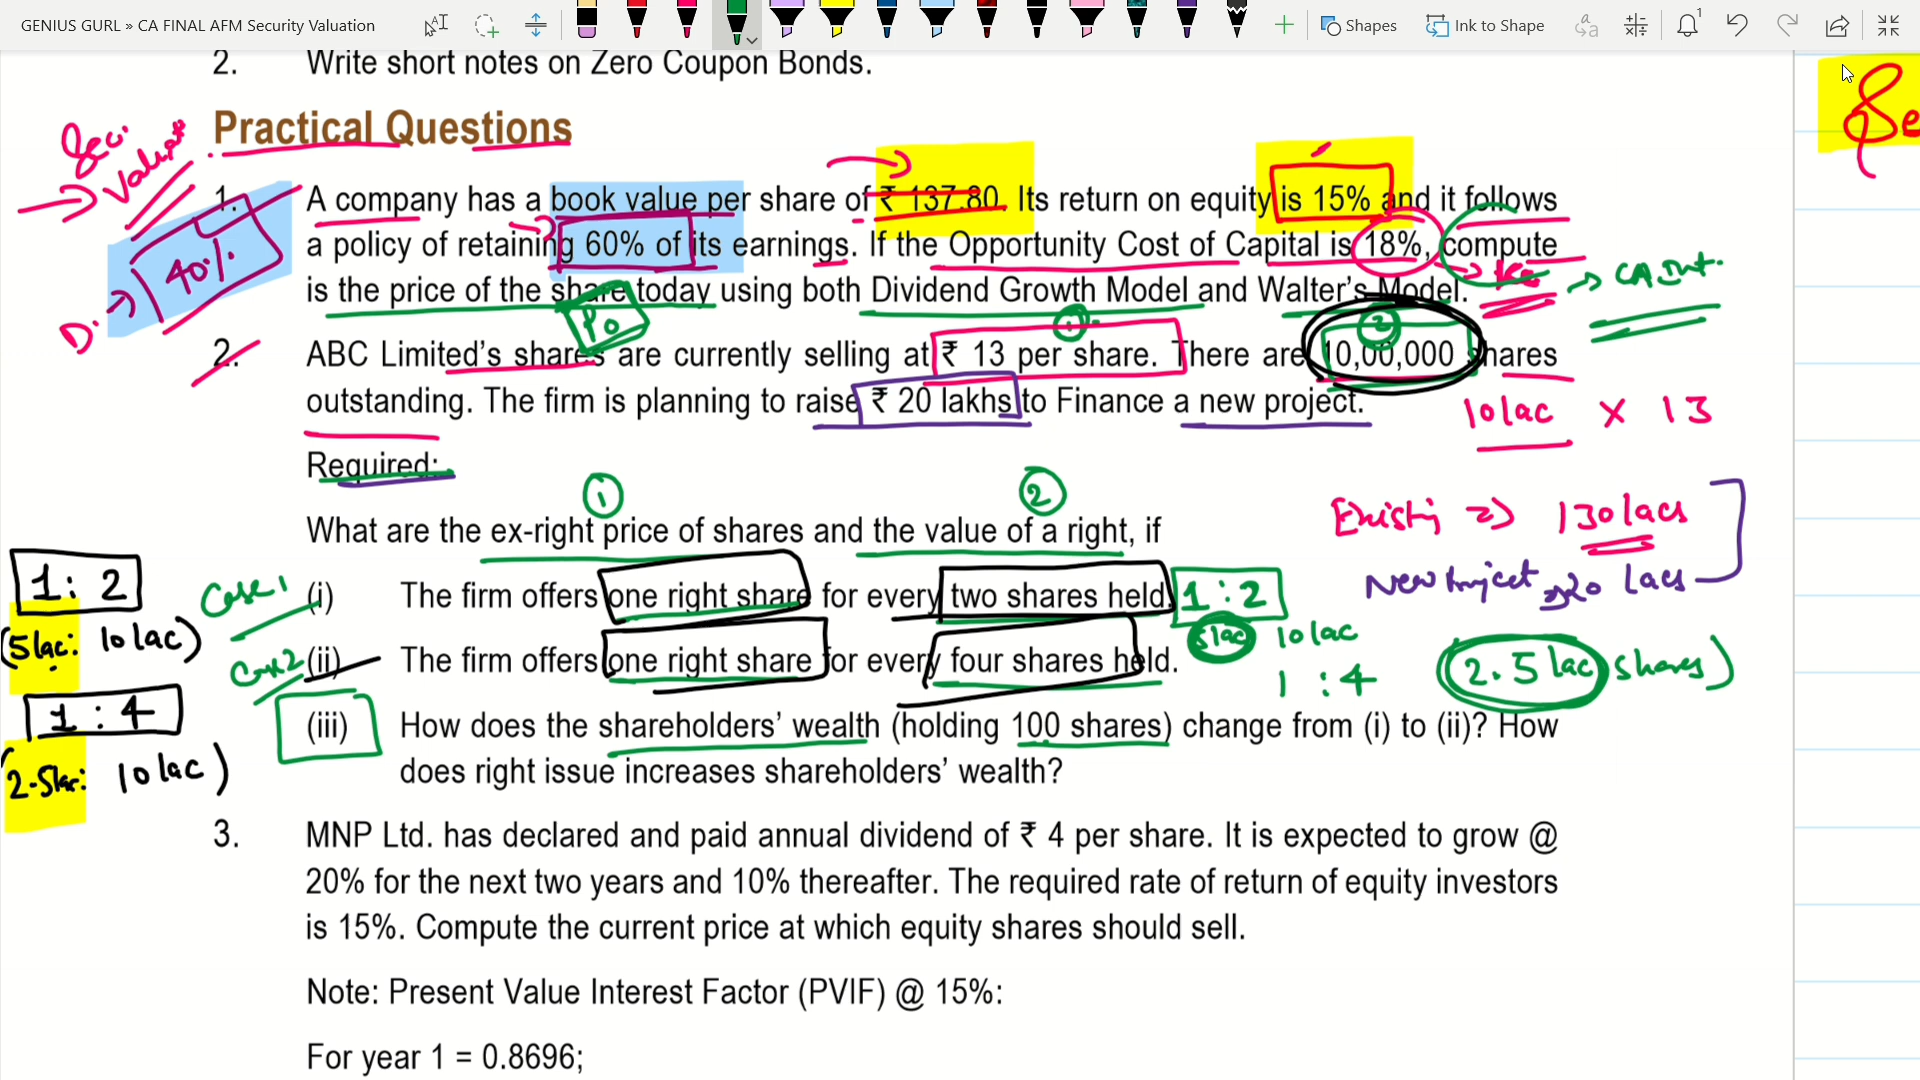 GENIUS GURL » CA FINAL AFM Security Valuation
Shapes
Ink to Shape
1
2. Write short notes on Zero Coupon Bonds.
Practical Questions
1. A company has a book value per share of ₹ 137.80. Its return on equity is 15% and it follows
a policy of retaining 60% of its earnings. If the Opportunity Cost of Capital is 18%, compute
is the price of the share today using both Dividend Growth Model and Walter's Model.
40%
D
P0
1
2
Ke
2. ABC Limited's shares are currently selling at ₹ 13 per share. There are 10,00,000 shares
outstanding. The firm is planning to raise ₹ 20 lakhs to Finance a new project.
10 lac x 13
Required:
1
2
What are the ex-right price of shares and the value of a right, if
Existing ⇒ 130 lacs
New Project ⇒ 20 lacs
1 : 2
Case 1
(i) The firm offers one right share for every two shares held. 1 : 2
(5 lac : 10 lac)
5 lac 10 lac
Case 2
(ii) The firm offers one right share for every four shares held.
1 : 4
2.5 lac shares)
1 : 4
(iii) How does the shareholders' wealth (holding 100 shares) change from (i) to (ii)? How
does right issue increases shareholders' wealth?
(2.5 lac : 10 lac)
3. MNP Ltd. has declared and paid annual dividend of ₹ 4 per share. It is expected to grow @
20% for the next two years and 10% thereafter. The required rate of return of equity investors
is 15%. Compute the current price at which equity shares should sell.
Note: Present Value Interest Factor (PVIF) @ 15%:
For year 1 = 0.8696;